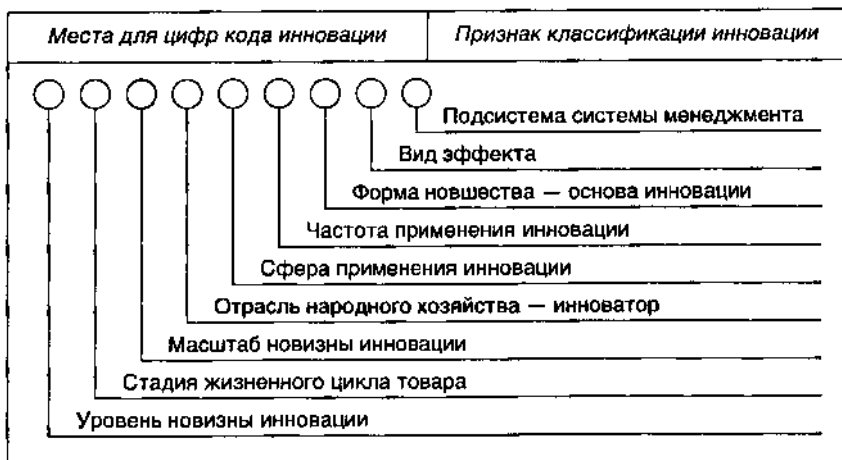 Места для цифр кода инновации
Признак классификации инновации
Подсистема системы менеджмента
Вид эффекта
Форма новшества — основа инновации
Частота применения инновации
Сфера применения инновации
Отрасль народного хозяйства — инноватор
Масштаб новизны инновации
Стадия жизненного цикла товара
Уровень новизны инновации